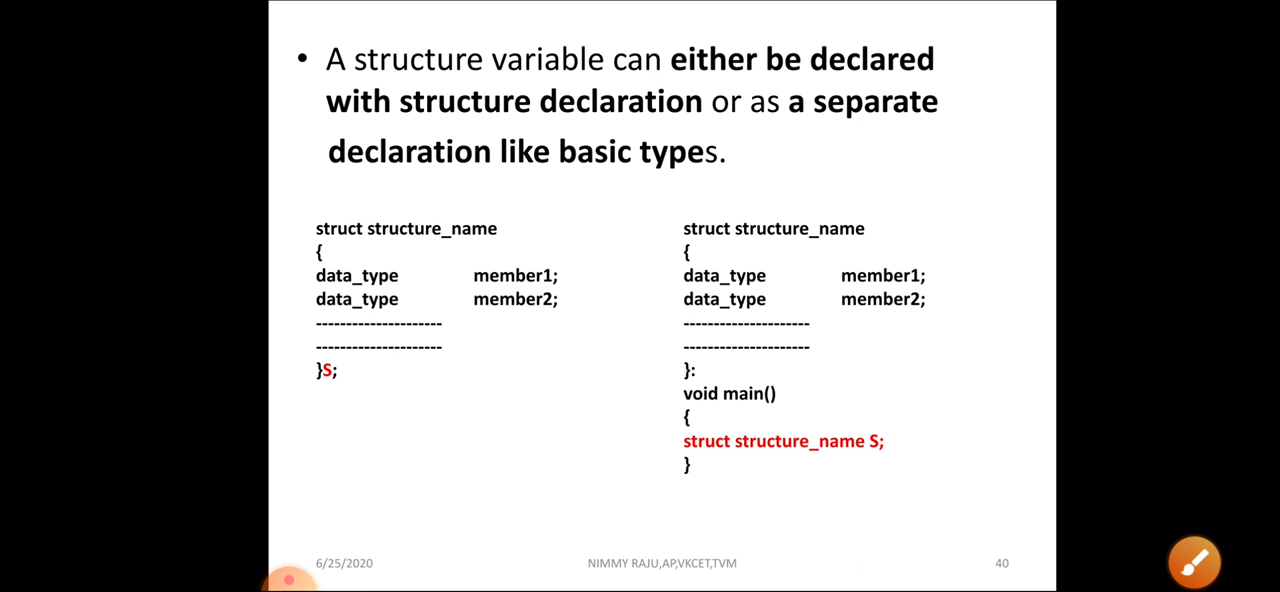 • A structure variable can either be declared
with structure declaration or as a separate
declaration like basic types.
struct structure_name
{
data_type member1;
data_type member2;
---------------------
---------------------
}S;
struct structure_name
{
data_type member1;
data_type member2;
---------------------
---------------------
}:
void main()
{
struct structure_name S;
}
6/25/2020
NIMMY RAJU,AP,VKCET,TVM
40